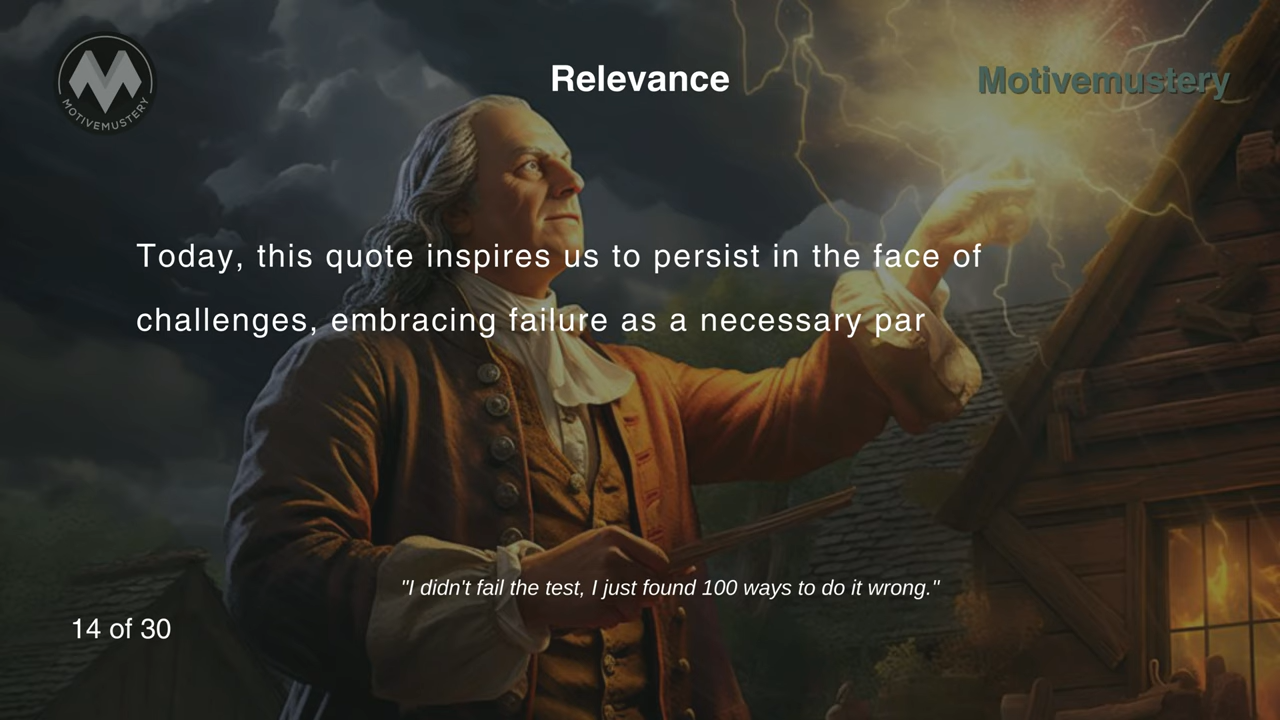 MOTIVEMUSTERY
Relevance
Motivemustery
Today, this quote inspires us to persist in the face of
challenges, embracing failure as a necessary par
"I didn't fail the test, I just found 100 ways to do it wrong."
14 of 30